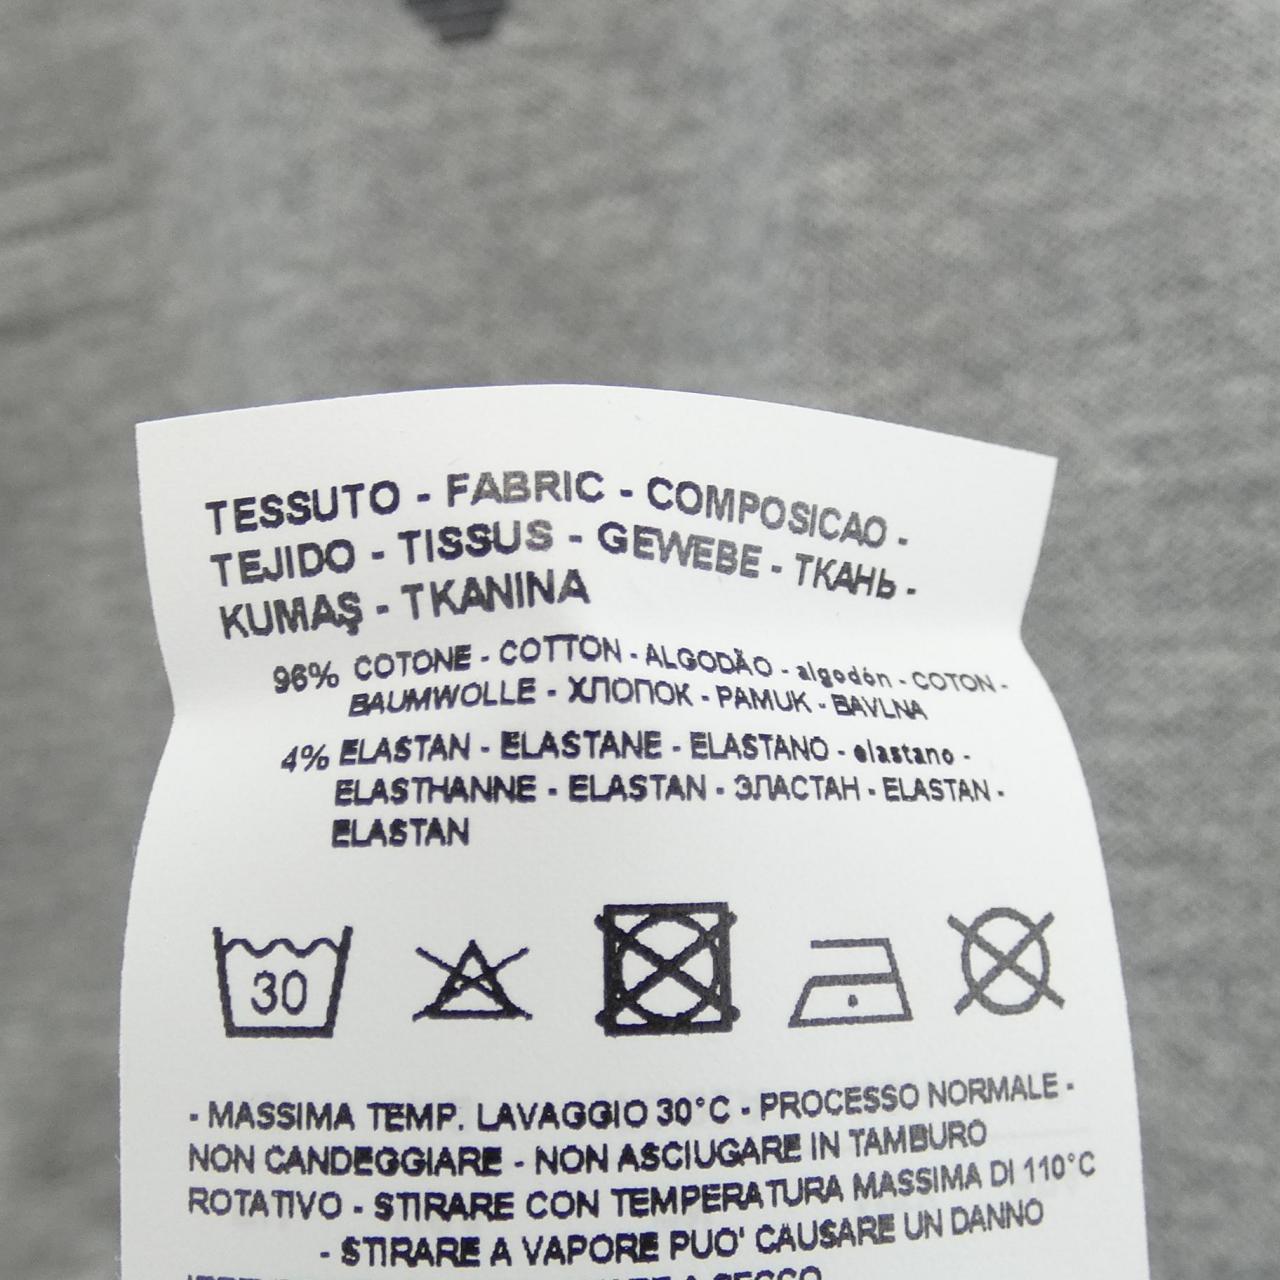 TESSUTO - FABRIC - COMPOSICAO -
TEJIDO - TISSUS - GEWEBE - ТКАНЬ -
KUMAŞ - TKANINA
96% COTONE - COTTON - ALGODÃO - algodón - COTON -
BAUMWOLLE - ХЛОПОК - PAMUK - BAVLNA
4% ELASTAN - ELASTANE - ELASTANO - elastano -
ELASTHANNE - ELASTAN - ЭЛАСТАН - ELASTAN -
ELASTAN
30
- MASSIMA TEMP. LAVAGGIO 30°C - PROCESSO NORMALE -
NON CANDEGGIARE - NON ASCIUGARE IN TAMBURO
ROTATIVO - STIRARE CON TEMPERATURA MASSIMA DI 110°C
- STIRARE A VAPORE PUO' CAUSARE UN DANNO
A SECCO